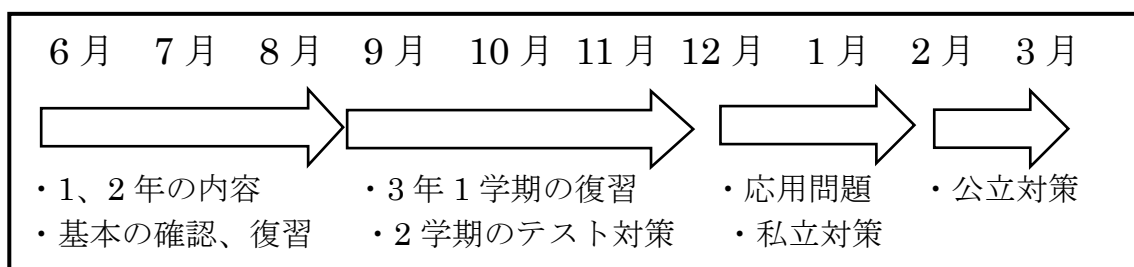 6月 7月 8月 9月 10月 11月 12月 1月 2月 3月
・1、2年の内容 ・3年1学期の復習 ・応用問題 ・公立対策
・基本の確認、復習 ・2学期のテスト対策 ・私立対策